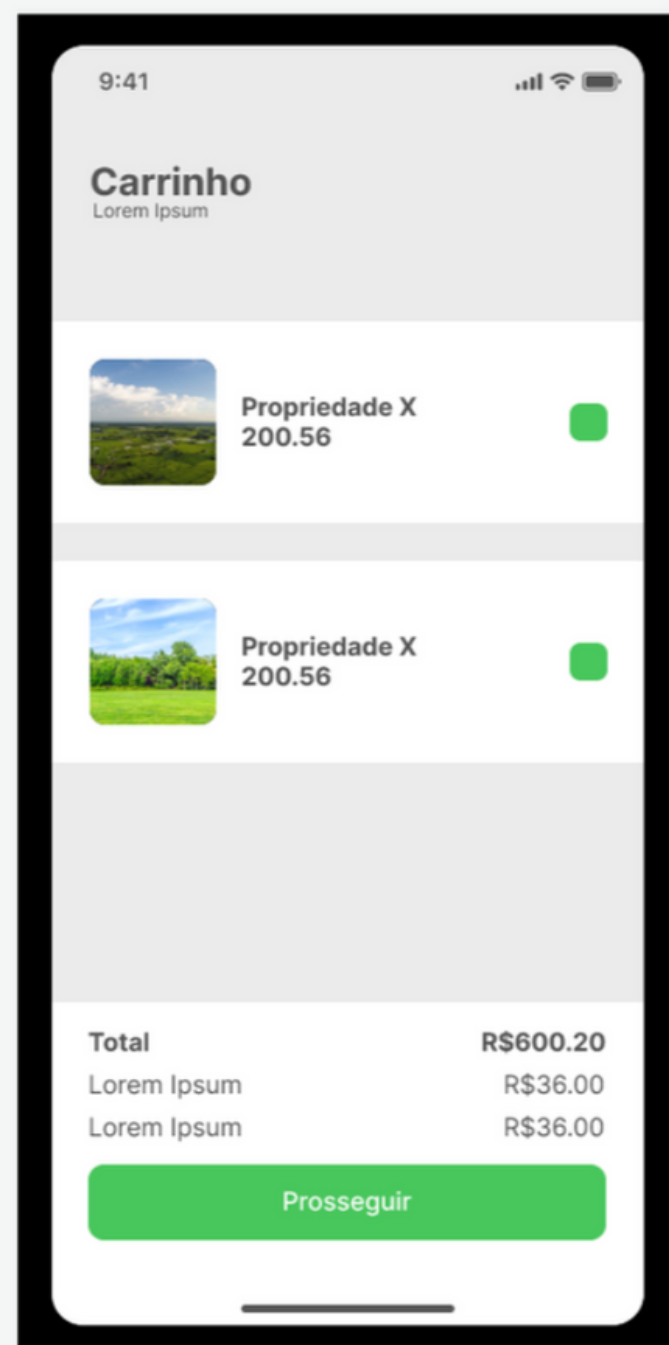 9:41
Carrinho
Lorem Ipsum
Propriedade X
200.56
Propriedade X
200.56
Total R$600.20
Lorem Ipsum R$36.00
Lorem Ipsum R$36.00
Prosseguir